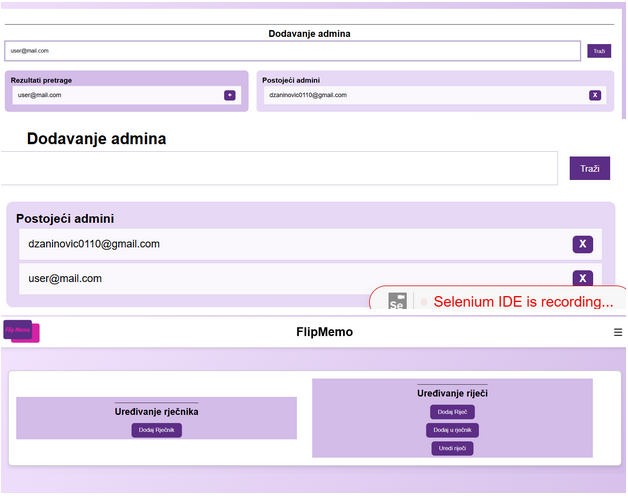 Dodavanje admina
user@mail.com
Traži
Rezultati pretrage
user@mail.com
+
Postojeći admini
dzaninovic0110@gmail.com
X
Dodavanje admina
Traži
Postojeći admini
dzaninovic0110@gmail.com
X
user@mail.com
X
Se
Selenium IDE is recording...
Flip Memo
FlipMemo
Uređivanje rječnika
Dodaj Rječnik
Uređivanje riječi
Dodaj Riječ
Dodaj u rječnik
Uredi riječi